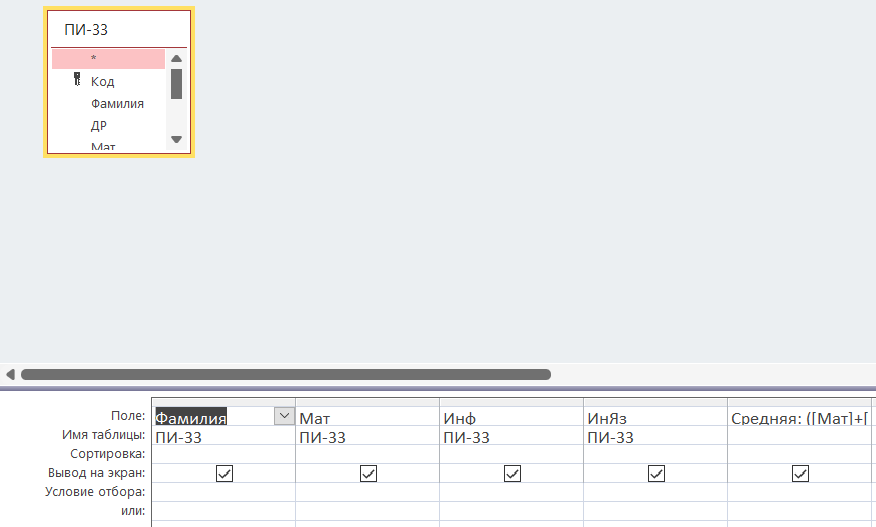 ПИ-33
*
Код
Фамилия
ДР
Мат
Поле: Фамилия Мат Инф ИнЯз Средняя: ([Мат]+[
Имя таблицы: ПИ-33 ПИ-33 ПИ-33 ПИ-33
Сортировка:
Вывод на экран:
Условие отбора:
или: